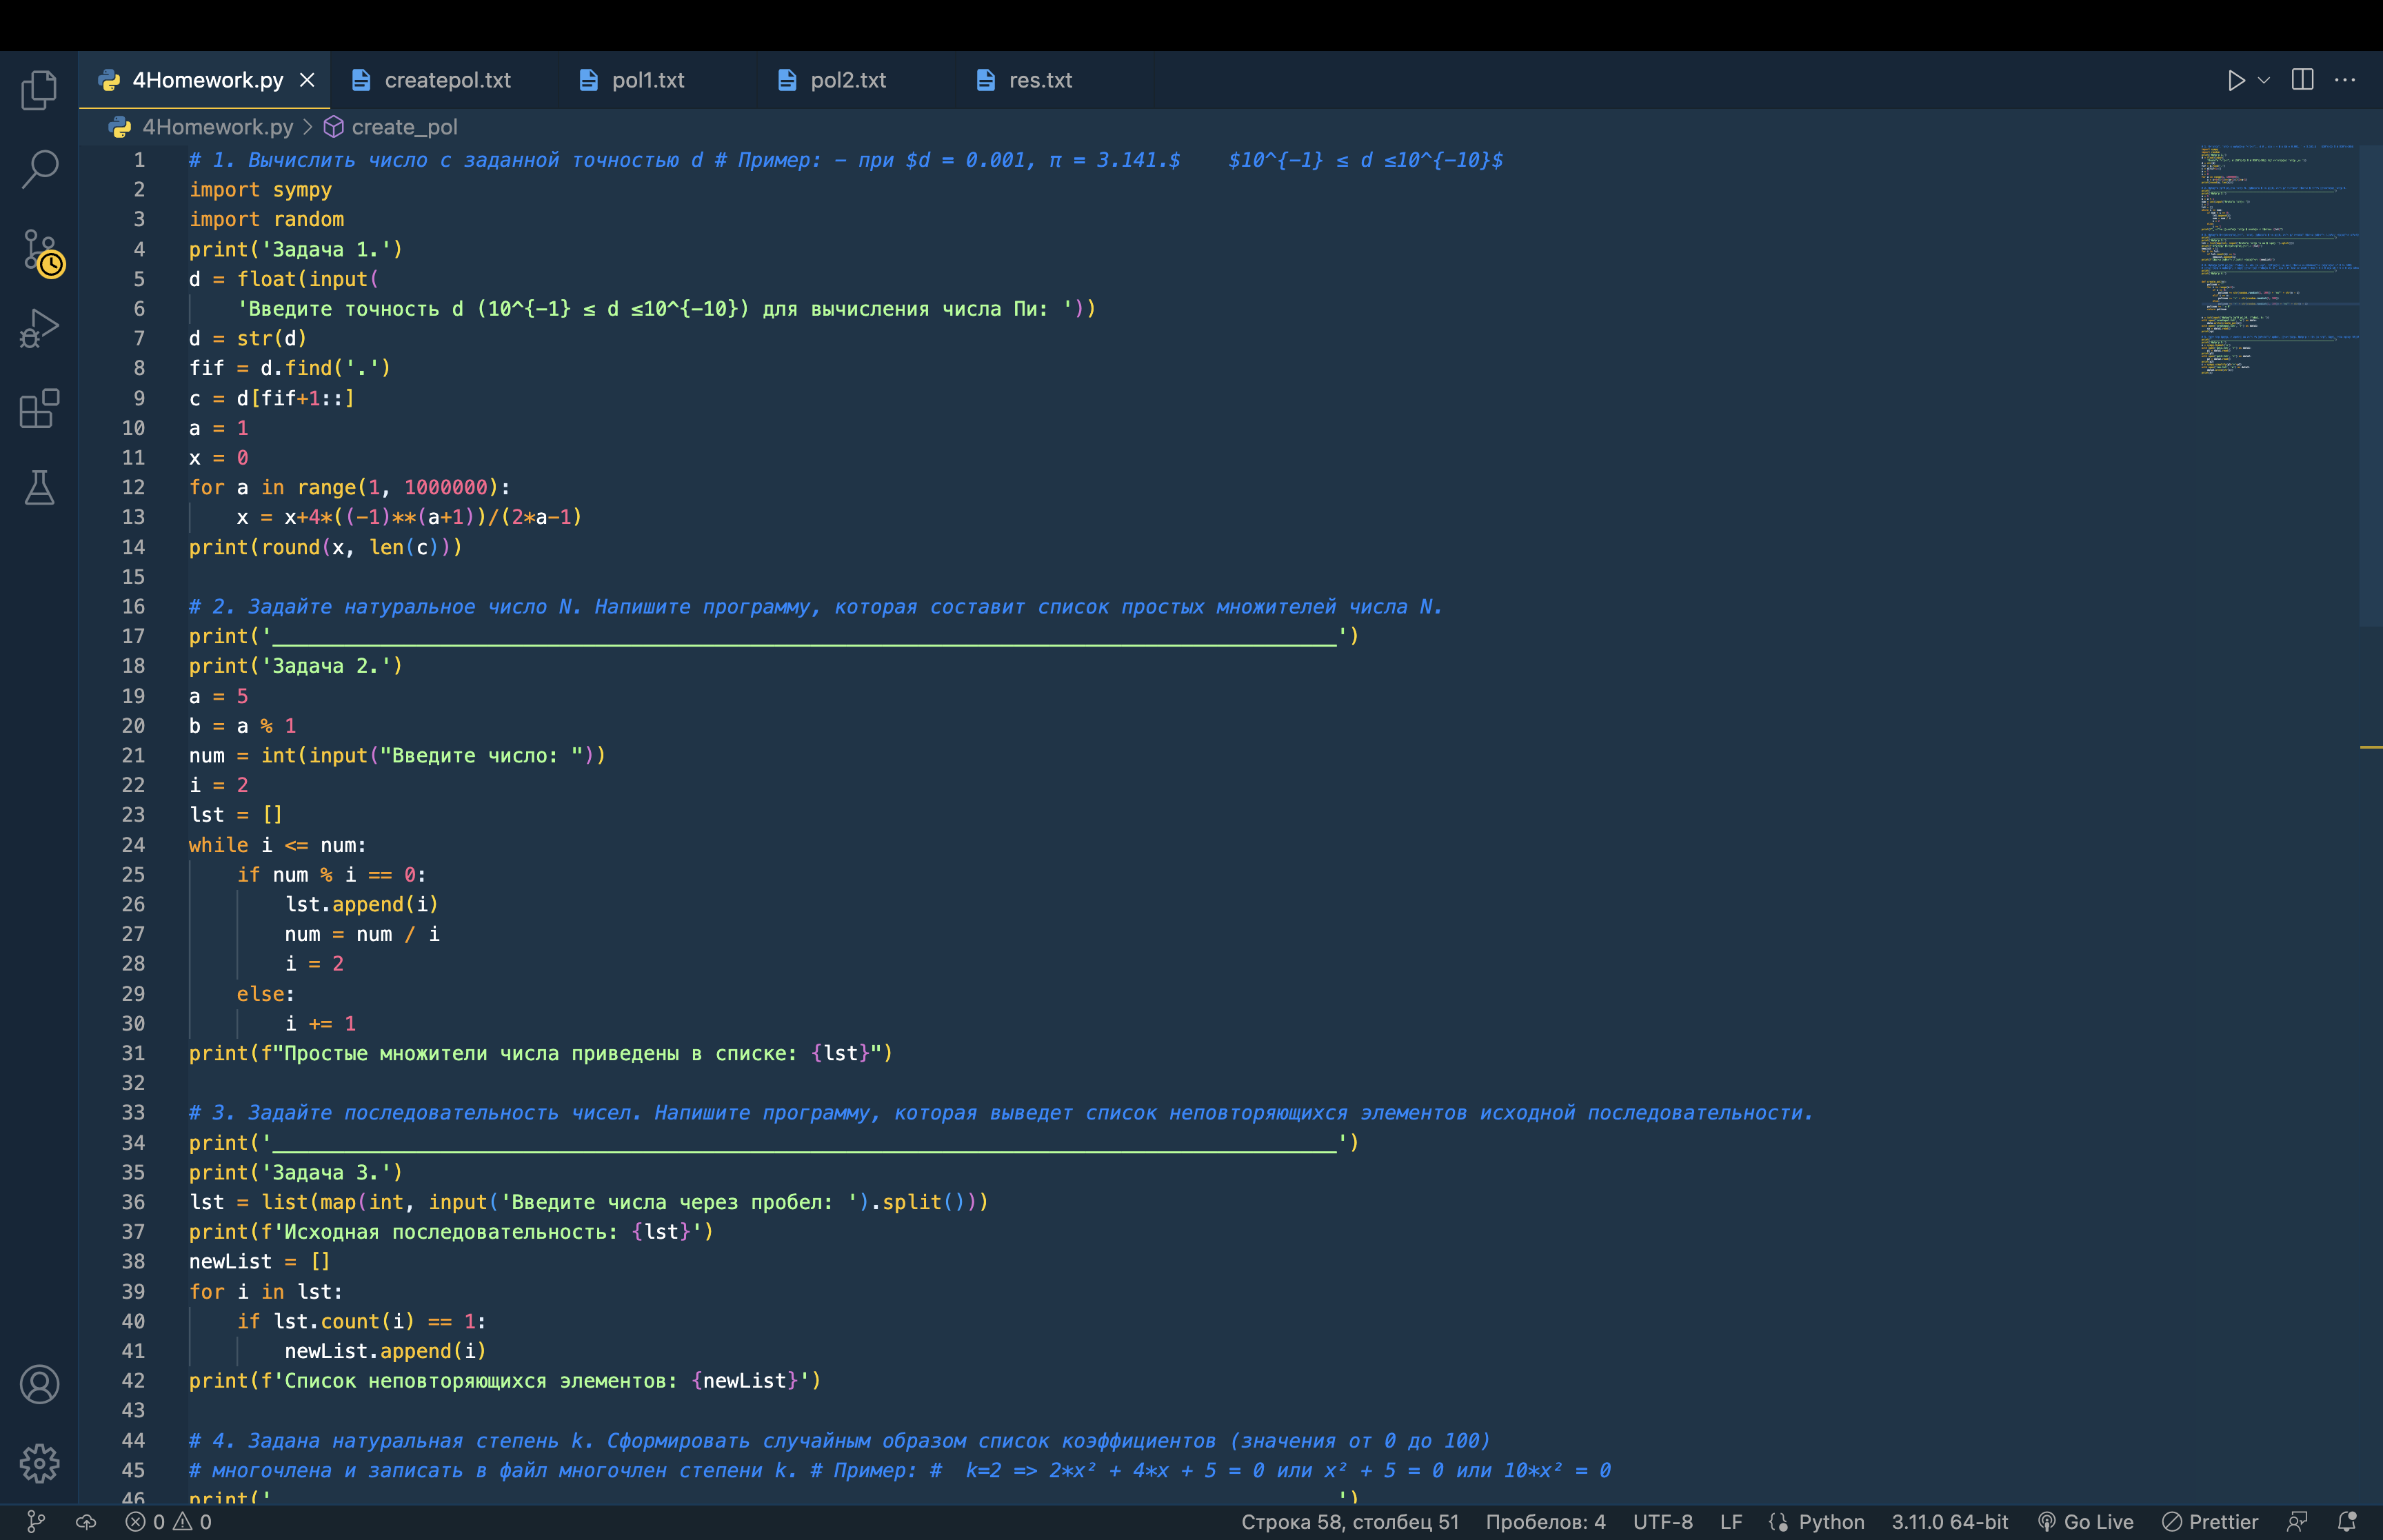 4Homework.py createpol.txt pol1.txt pol2.txt res.txt
4Homework.py > create_pol
1 # 1. Вычислить число с заданной точностью d # Пример: - при $d = 0.001, π = 3.141.$    $10^{-1} ≤ d ≤10^{-10}$
2 import sympy
3 import random
4 print('Задача 1.')
5 d = float(input(
6     'Введите точность d (10^{-1} ≤ d ≤10^{-10}) для вычисления числа Пи: '))
7 d = str(d)
8 fif = d.find('.')
9 c = d[fif+1::]
10 a = 1
11 x = 0
12 for a in range(1, 1000000):
13     x = x+4*((-1)**(a+1))/(2*a-1)
14 print(round(x, len(c)))
15
16 # 2. Задайте натуральное число N. Напишите программу, которая составит список простых множителей числа N.
17 print('_________________________________________________________________________________________')
18 print('Задача 2.')
19 a = 5
20 b = a % 1
21 num = int(input("Введите число: "))
22 i = 2
23 lst = []
24 while i <= num:
25     if num % i == 0:
26         lst.append(i)
27         num = num / i
28         i = 2
29     else:
30         i += 1
31 print(f"Простые множители числа приведены в списке: {lst}")
32
33 # 3. Задайте последовательность чисел. Напишите программу, которая выведет список неповторяющихся элементов исходной последовательности.
34 print('_________________________________________________________________________________________')
35 print('Задача 3.')
36 lst = list(map(int, input('Введите числа через пробел: ').split()))
37 print(f'Исходная последовательность: {lst}')
38 newList = []
39 for i in lst:
40     if lst.count(i) == 1:
41         newList.append(i)
42 print(f'Список неповторяющихся элементов: {newList}')
43
44 # 4. Задана натуральная степень k. Сформировать случайным образом список коэффициентов (значения от 0 до 100)
45 # многочлена и записать в файл многочлен степени k. # Пример: #  k=2 => 2*x² + 4*x + 5 = 0 или x² + 5 = 0 или 10*x² = 0
46 print(' ')
0 0 Строка 58, столбец 51 Пробелов: 4 UTF-8 LF Python 3.11.0 64-bit Go Live Prettier